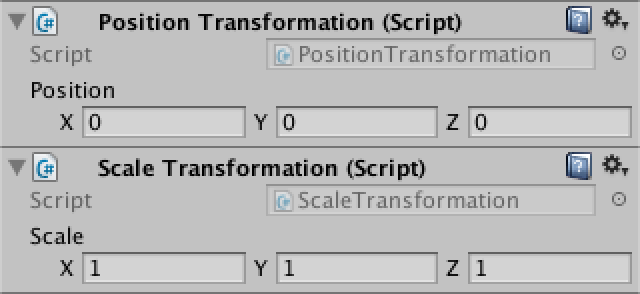 Position Transformation (Script)
Script PositionTransformation
Position
X 0 Y 0 Z 0
Scale Transformation (Script)
Script ScaleTransformation
Scale
X 1 Y 1 Z 1